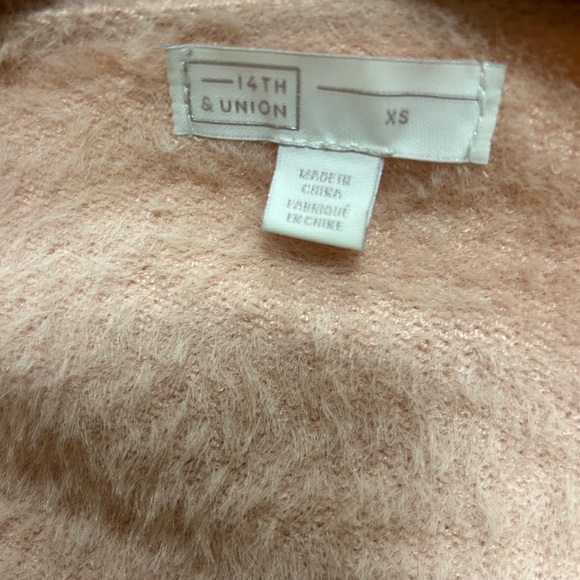 14TH
& UNION
XS
MADE IN
CHINA
FABRIQUÉ
EN CHINE